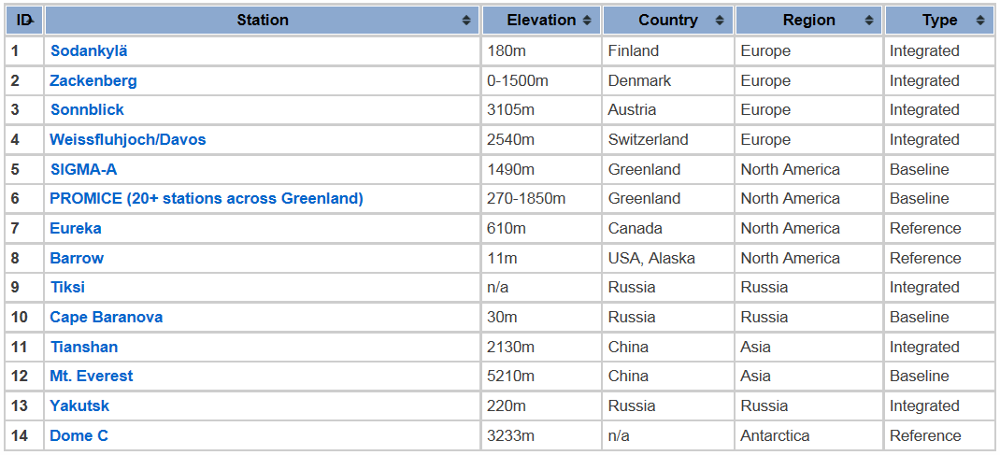 ID Station Elevation Country Region Type
1 Sodankylä 180m Finland Europe Integrated
2 Zackenberg 0-1500m Denmark Europe Integrated
3 Sonnblick 3105m Austria Europe Integrated
4 Weissfluhjoch/Davos 2540m Switzerland Europe Integrated
5 SIGMA-A 1490m Greenland North America Baseline
6 PROMICE (20+ stations across Greenland) 270-1850m Greenland North America Baseline
7 Eureka 610m Canada North America Reference
8 Barrow 11m USA, Alaska North America Reference
9 Tiksi n/a Russia Russia Integrated
10 Cape Baranova 30m Russia Russia Baseline
11 Tianshan 2130m China Asia Integrated
12 Mt. Everest 5210m China Asia Baseline
13 Yakutsk 220m Russia Russia Integrated
14 Dome C 3233m n/a Antarctica Reference